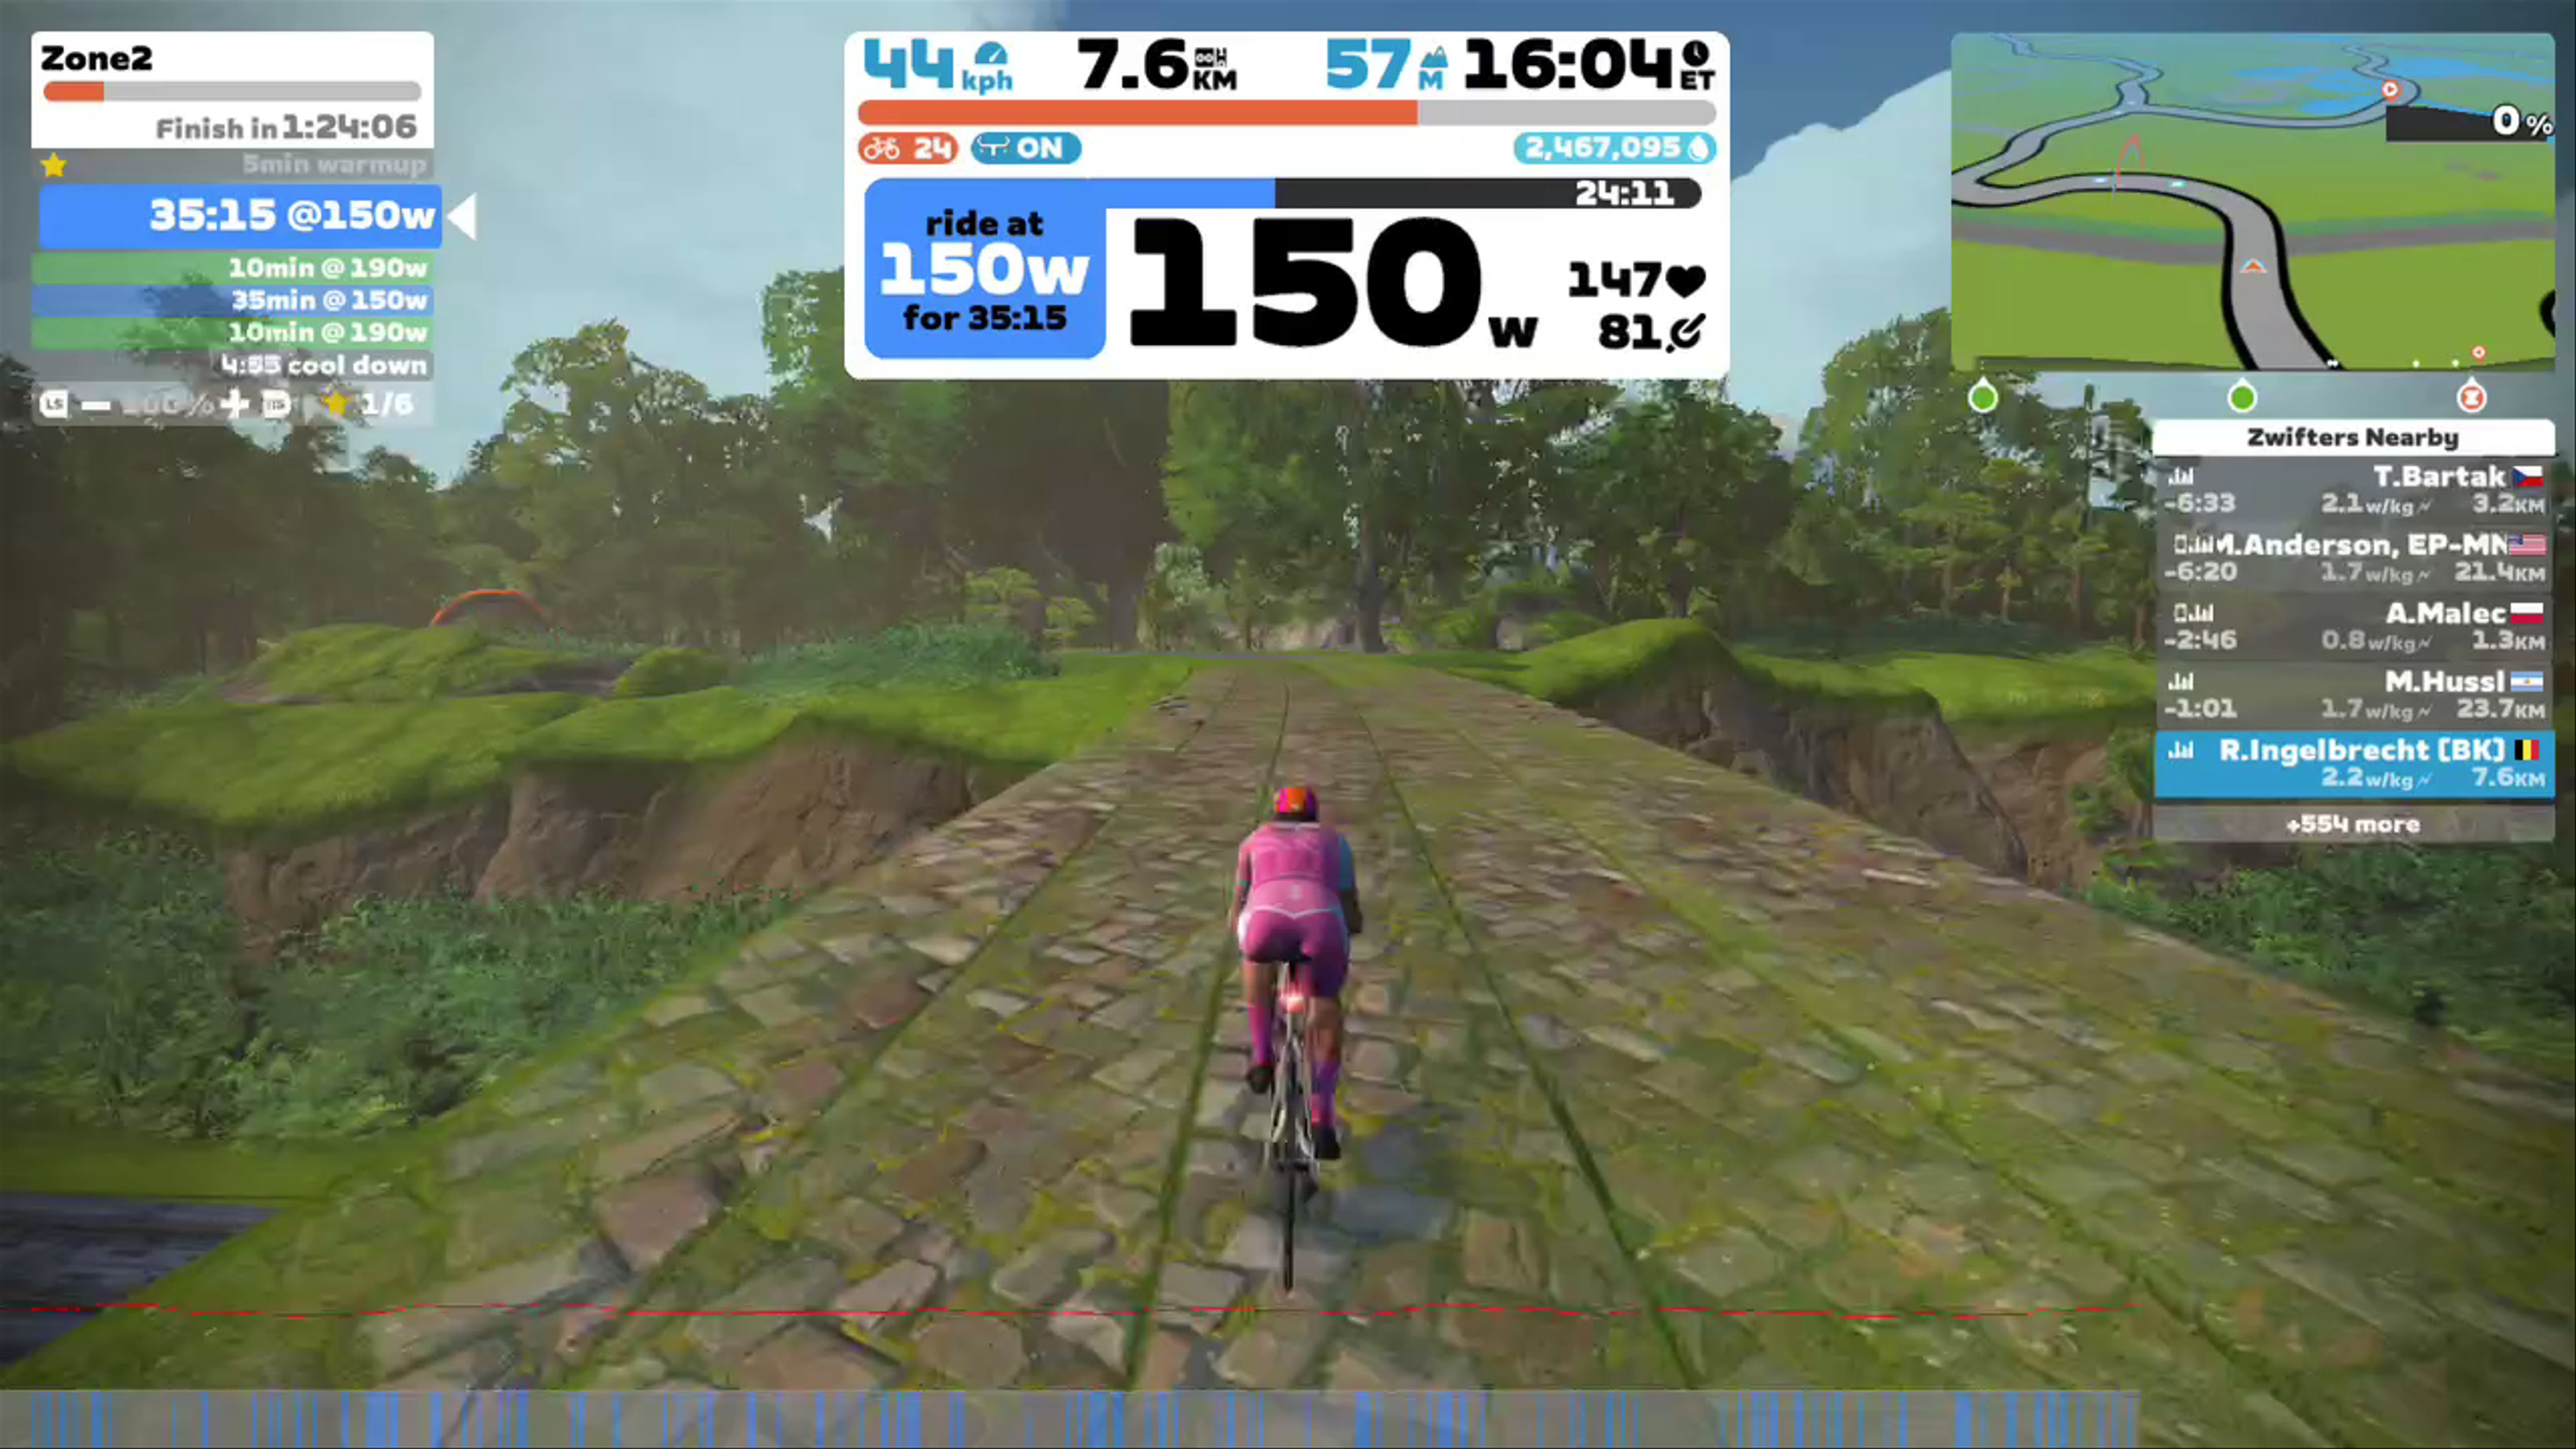 Zone2
Finish in 1:24:06
5min warmup
35:15 @150w
10min @ 190w
35min @ 150w
10min @ 190w
4:55 cool down
LS 100% 1/6
44 kph 7.6 KM 57 M 16:04 ET
24 ON 2,467,095
24:11
ride at
150w
for 35:15
150 w
147
81
0 %
Zwifters Nearby
T.Bartak
-6:33 2.1 w/kg 3.2 KM
M.Anderson, EP-MN
-6:20 1.7 w/kg 21.4 KM
A.Malec
-2:46 0.8 w/kg 1.3 KM
M.Hussl
-1:01 1.7 w/kg 23.7 KM
R.Ingelbrecht [BK]
2.2 w/kg 7.6 KM
+554 more